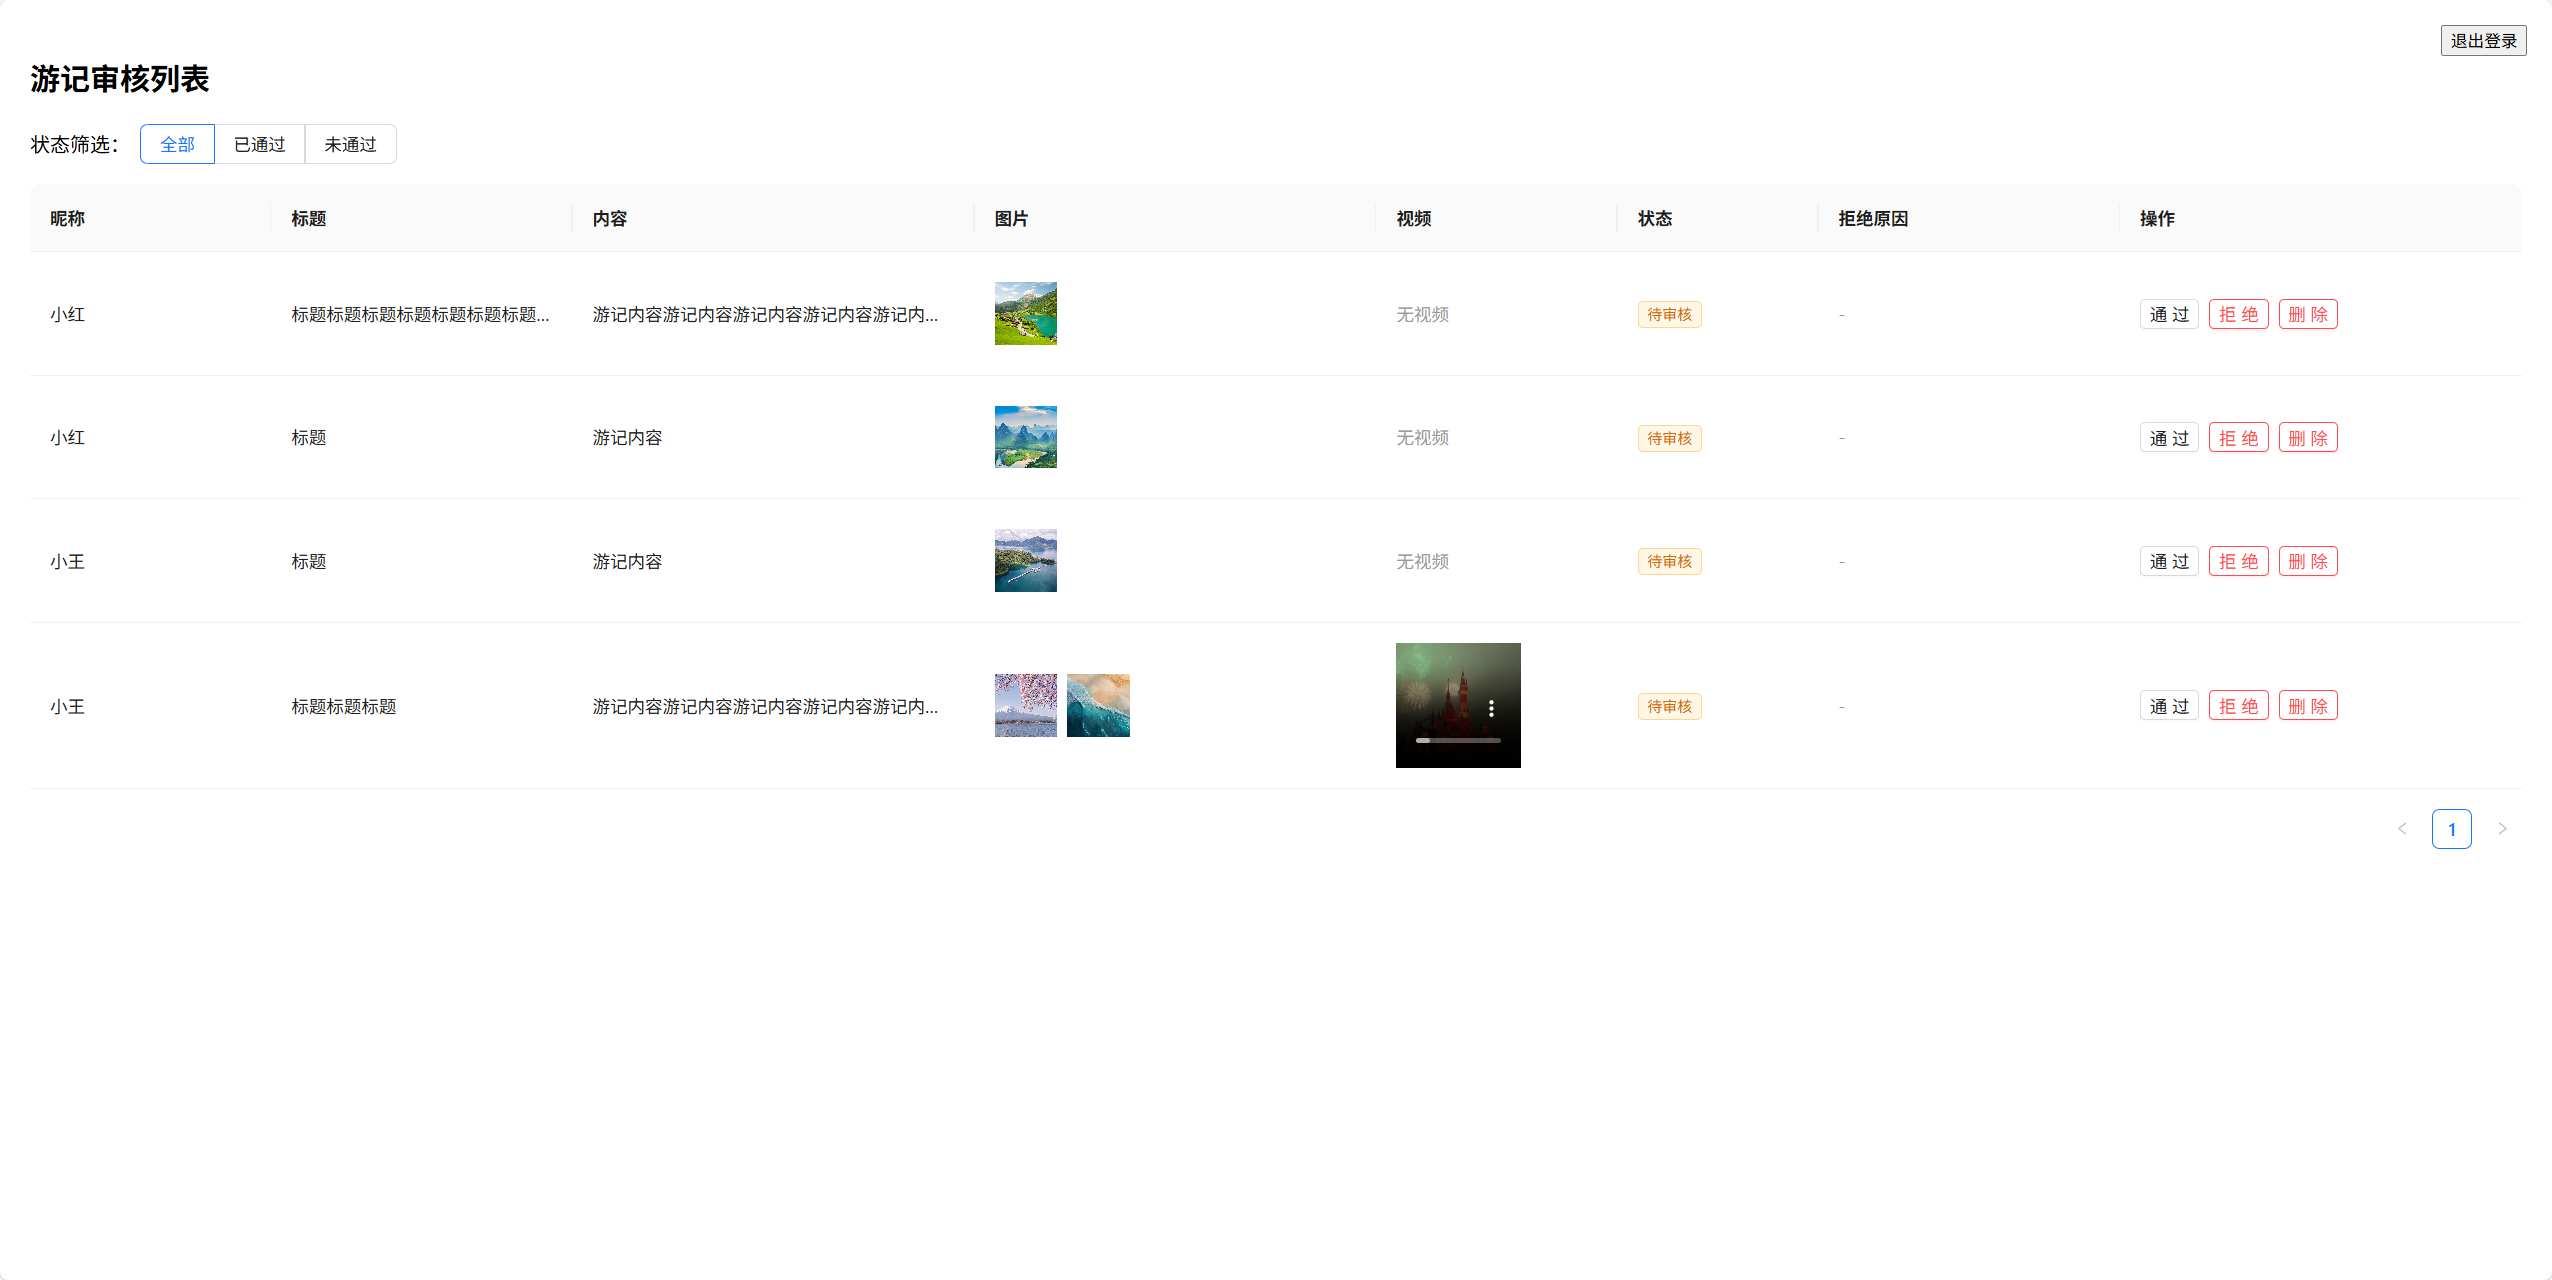 退出登录
游记审核列表
状态筛选： 全部 已通过 未通过
昵称 标题 内容 图片 视频 状态 拒绝原因 操作
小红 标题标题标题标题标题标题标题... 游记内容游记内容游记内容游记内容游记内... 无视频 待审核 - 通 过 拒 绝 删 除
小红 标题 游记内容 无视频 待审核 - 通 过 拒 绝 删 除
小王 标题 游记内容 无视频 待审核 - 通 过 拒 绝 删 除
小王 标题标题标题 游记内容游记内容游记内容游记内容游记内... 待审核 - 通 过 拒 绝 删 除
1